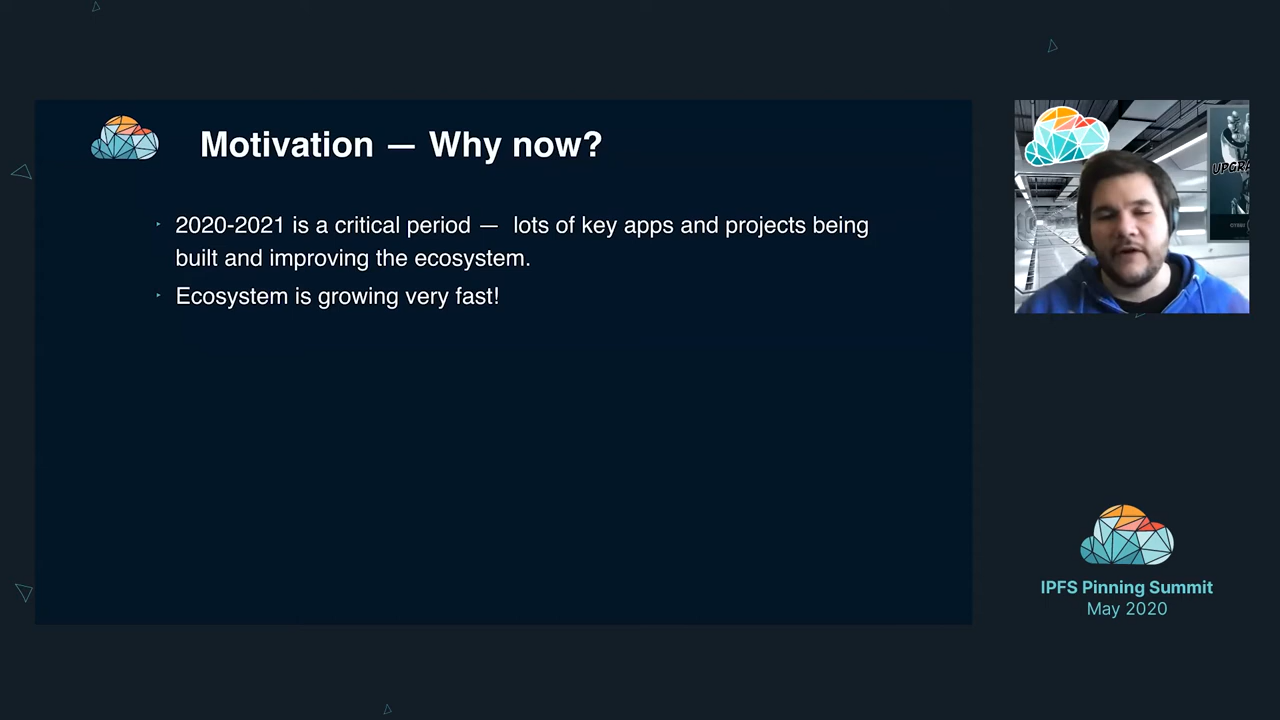 Motivation — Why now?
2020-2021 is a critical period — lots of key apps and projects being
built and improving the ecosystem.
Ecosystem is growing very fast!
IPFS Pinning Summit
May 2020